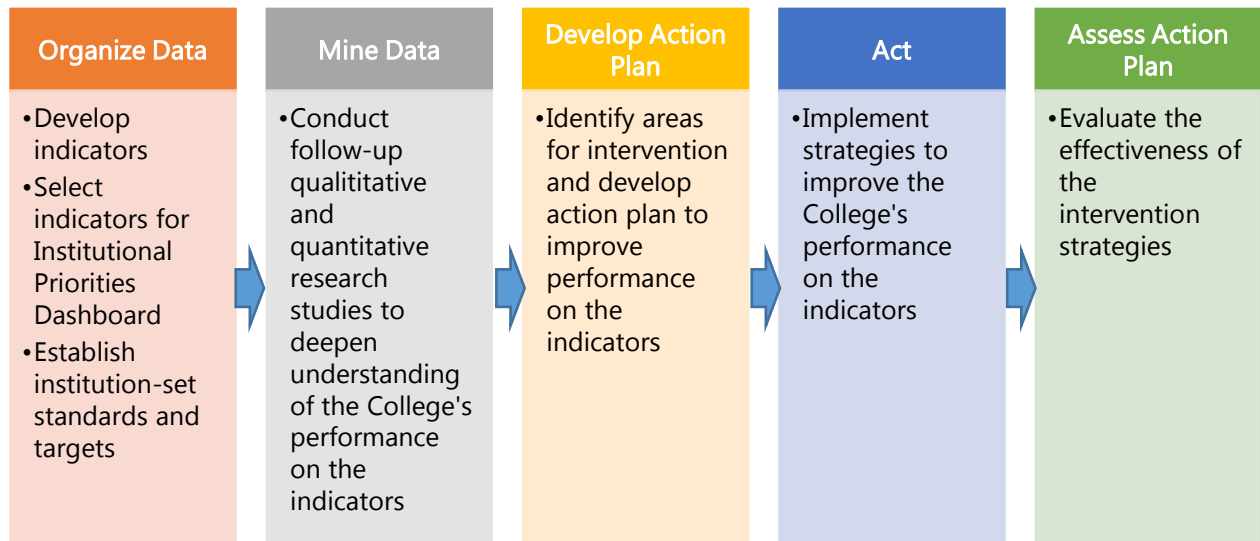 Organize Data
•Develop
indicators
•Select
indicators for
Institutional
Priorities
Dashboard
•Establish
institution-set
standards and
targets
Mine Data
•Conduct
follow-up
qualititative
and
quantitative
research
studies to
deepen
understanding
of the College's
performance
on the
indicators
Develop Action
Plan
•Identify areas
for intervention
and develop
action plan to
improve
performance
on the
indicators
Act
•Implement
strategies to
improve the
College's
performance
on the
indicators
Assess Action
Plan
•Evaluate the
effectiveness of
the
intervention
strategies